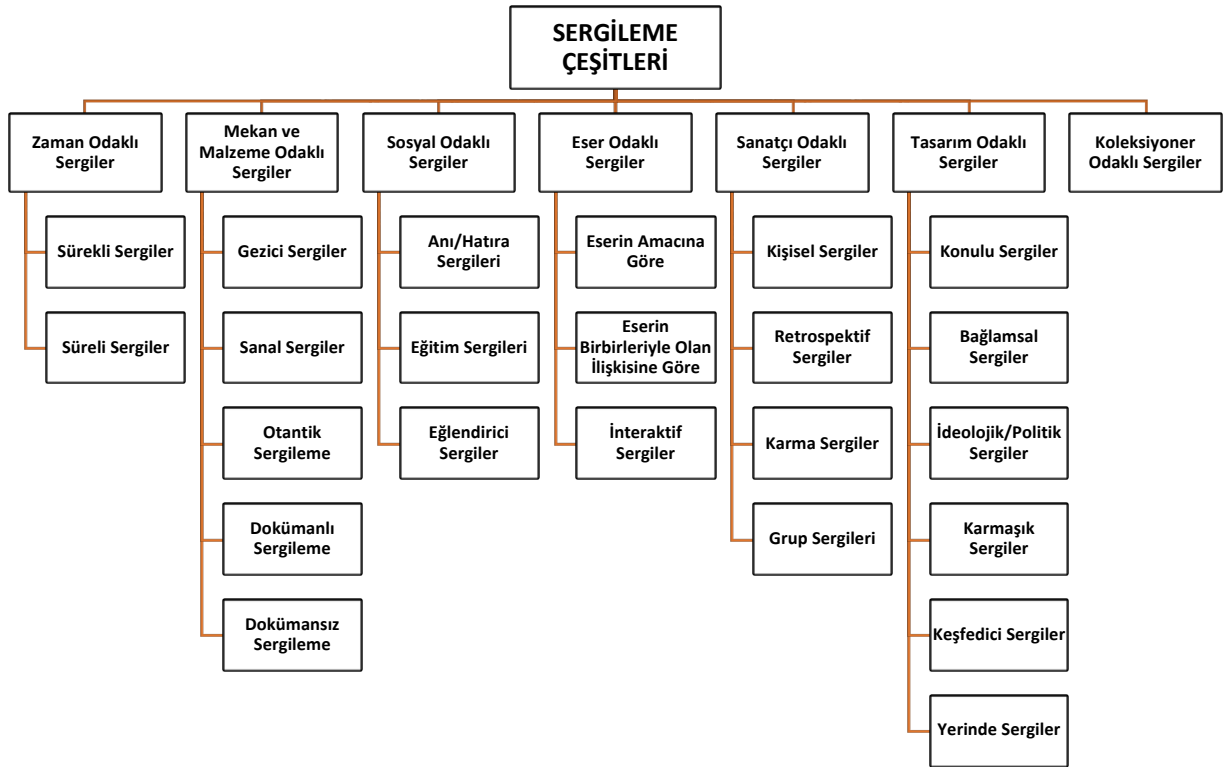 SERGİLEME
ÇEŞİTLERİ
Zaman Odaklı
Sergiler
Sürekli Sergiler
Süreli Sergiler
Mekan ve
Malzeme Odaklı
Sergiler
Gezici Sergiler
Sanal Sergiler
Otantik
Sergileme
Dokümanlı
Sergileme
Dokümansız
Sergileme
Sosyal Odaklı
Sergiler
Anı/Hatıra
Sergileri
Eğitim Sergileri
Eğlendirici
Sergiler
Eser Odaklı
Sergiler
Eserin Amacına
Göre
Eserin
Birbirleriyle Olan
İlişkisine Göre
İnteraktif
Sergiler
Sanatçı Odaklı
Sergiler
Kişisel Sergiler
Retrospektif
Sergiler
Karma Sergiler
Grup Sergileri
Tasarım Odaklı
Sergiler
Konulu Sergiler
Bağlamsal
Sergiler
İdeolojik/Politik
Sergiler
Karmaşık
Sergiler
Keşfedici Sergiler
Yerinde Sergiler
Koleksiyoner
Odaklı Sergiler